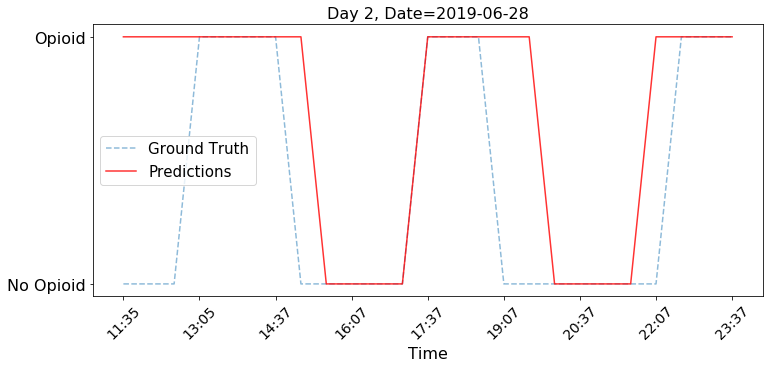 Day 2, Date=2019-06-28
Opioid
Ground Truth
Predictions
No Opioid
11:35 13:05 14:37 16:07 17:37 19:07 20:37 22:07 23:37
Time